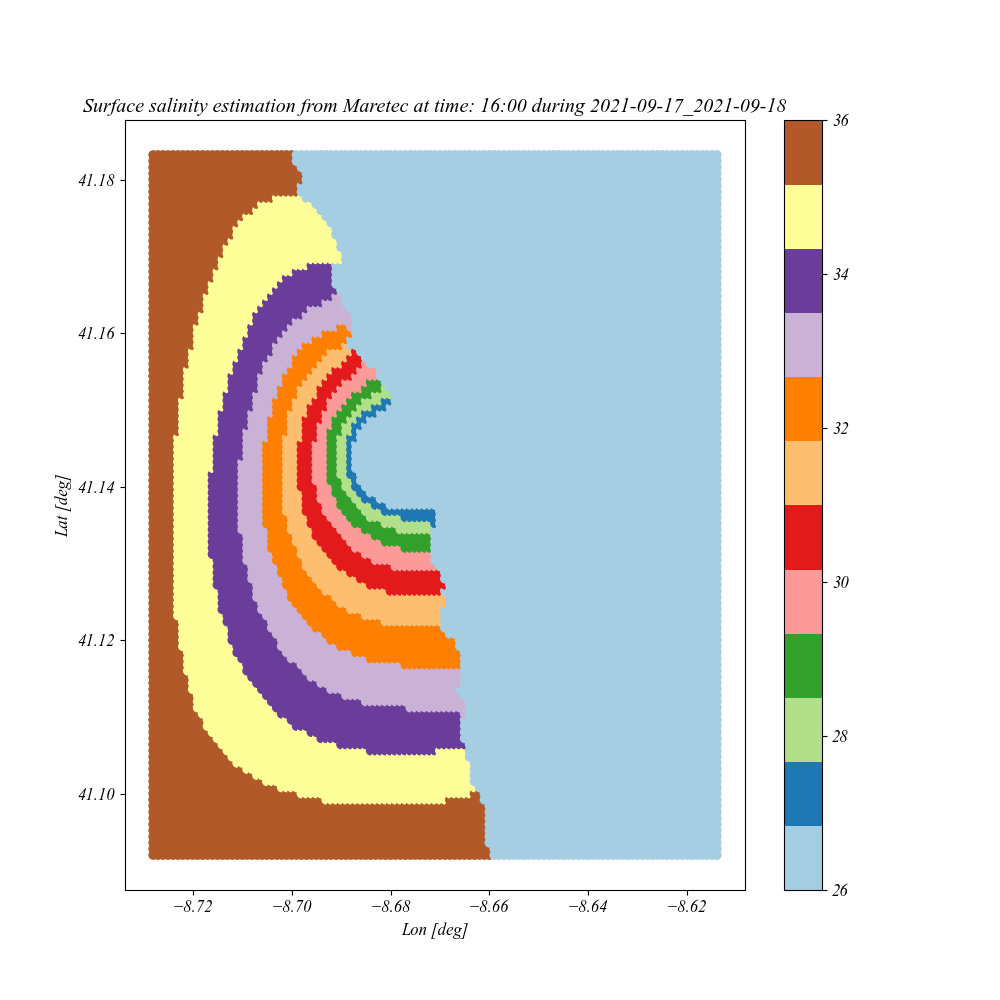 Surface salinity estimation from Maretec at time: 16:00 during 2021-09-17_2021-09-18
36
34
32
30
28
26
41.18
41.16
41.14
41.12
41.10
Lat [deg]
−8.72 −8.70 −8.68 −8.66 −8.64 −8.62
Lon [deg]